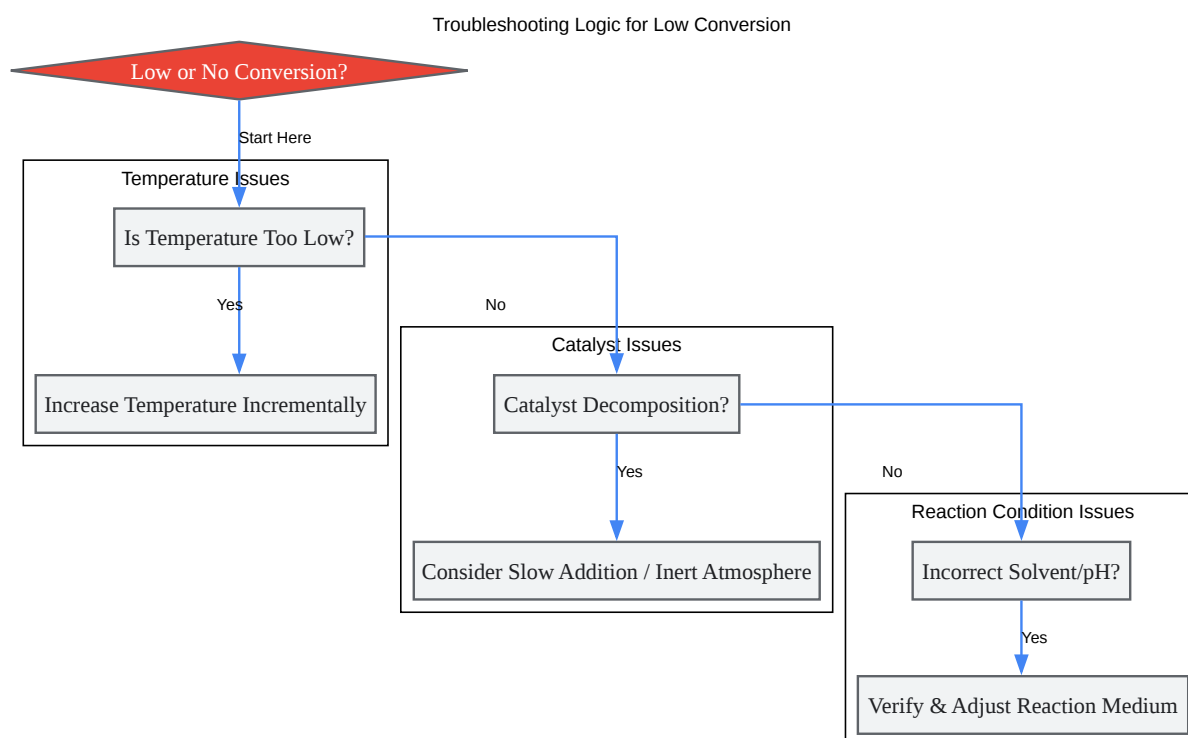 Troubleshooting Logic for Low Conversion
Low or No Conversion?
Start Here
Temperature Issues
Is Temperature Too Low?
Yes
No
Increase Temperature Incrementally
Catalyst Issues
Catalyst Decomposition?
Yes
No
Consider Slow Addition / Inert Atmosphere
Reaction Condition Issues
Incorrect Solvent/pH?
Yes
Verify & Adjust Reaction Medium